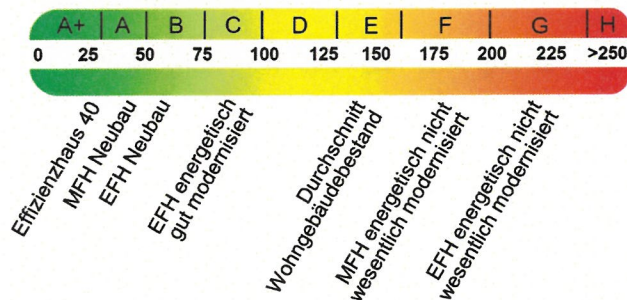 A+ A B C D E F G H
0 25 50 75 100 125 150 175 200 225 >250
Effizienzhaus 40
MFH Neubau
EFH Neubau
EFH energetisch
gut modernisiert
Durchschnitt
Wohngebäudebestand
MFH energetisch nicht
wesentlich modernisiert
EFH energetisch nicht
wesentlich modernisiert